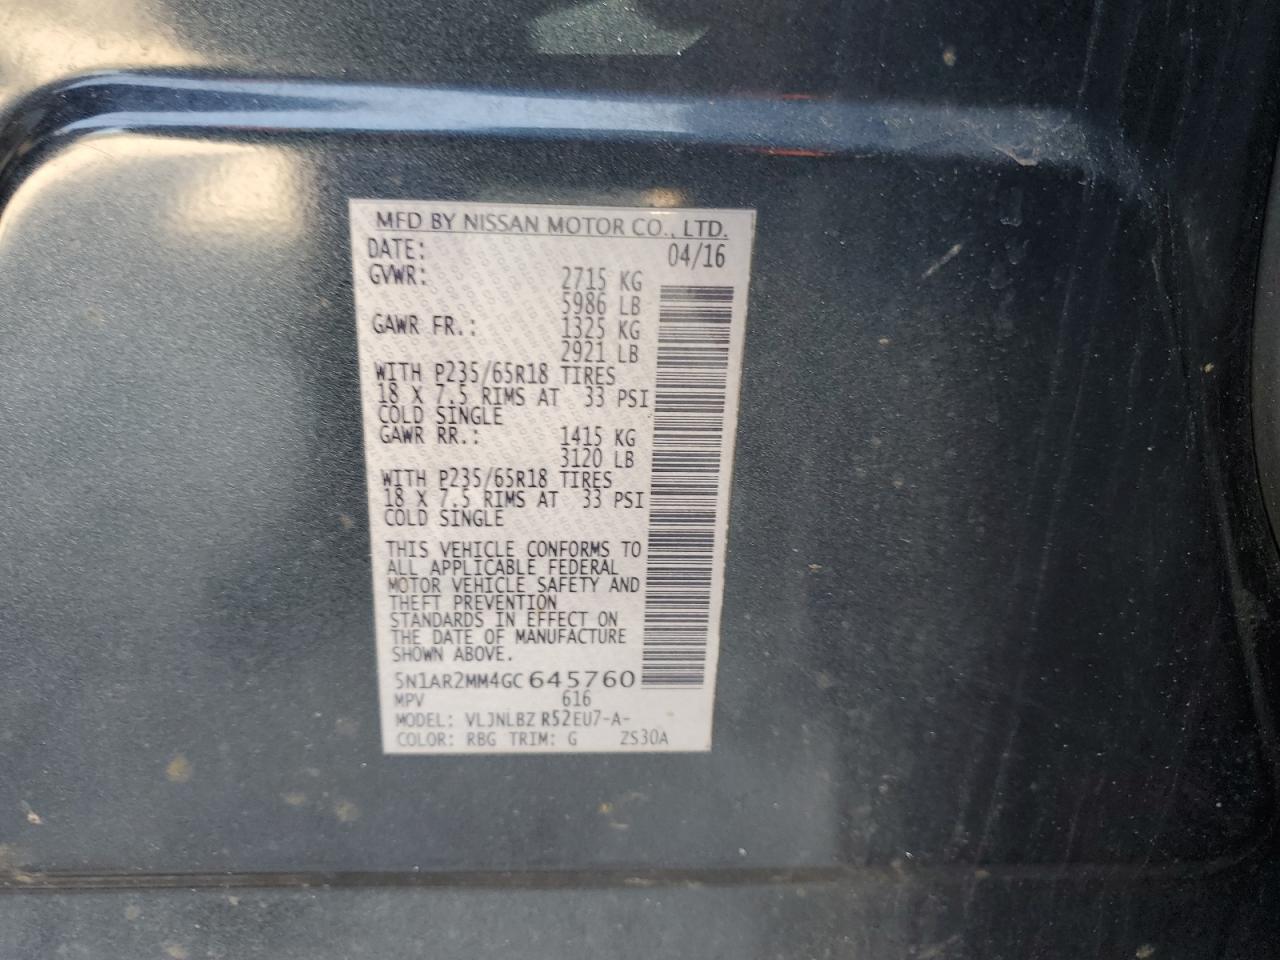 MFD BY NISSAN MOTOR CO., LTD.
DATE: 04/16
GVWR: 2715 KG
5986 LB
GAWR FR.: 1325 KG
2921 LB
WITH P235/65R18 TIRES
18 X 7.5 RIMS AT 33 PSI
COLD SINGLE
GAWR RR.: 1415 KG
3120 LB
WITH P235/65R18 TIRES
18 X 7.5 RIMS AT 33 PSI
COLD SINGLE
THIS VEHICLE CONFORMS TO
ALL APPLICABLE FEDERAL
MOTOR VEHICLE SAFETY AND
THEFT PREVENTION
STANDARDS IN EFFECT ON
THE DATE OF MANUFACTURE
SHOWN ABOVE.
5N1AR2MM4GC645760
MPV 616
MODEL: VLJNLBZ R52EU7-A-
COLOR: RBG TRIM: G ZS30A